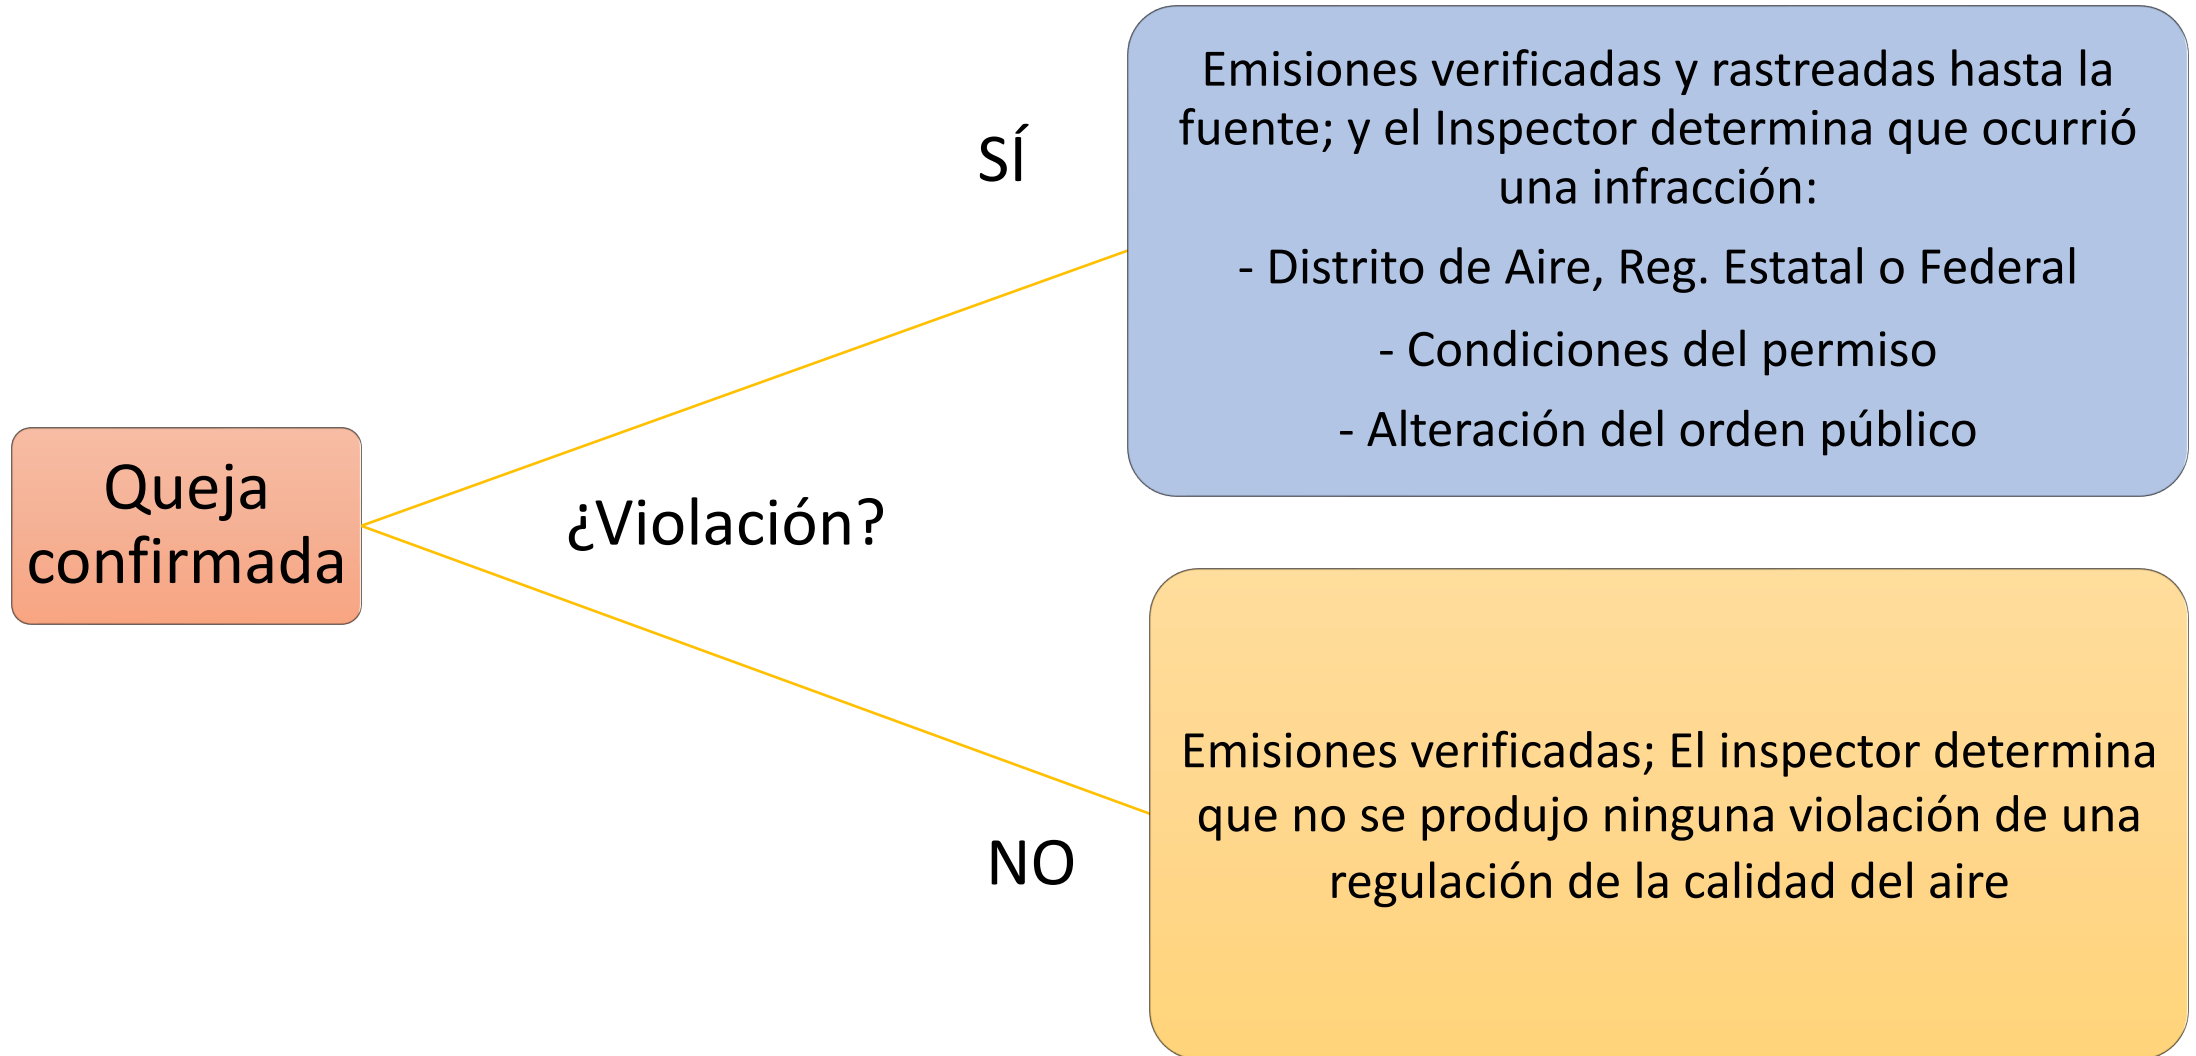 Queja
confirmada
¿Violación?
SÍ
Emisiones verificadas y rastreadas hasta la
fuente; y el Inspector determina que ocurrió
una infracción:
- Distrito de Aire, Reg. Estatal o Federal
- Condiciones del permiso
- Alteración del orden público
NO
Emisiones verificadas; El inspector determina
que no se produjo ninguna violación de una
regulación de la calidad del aire